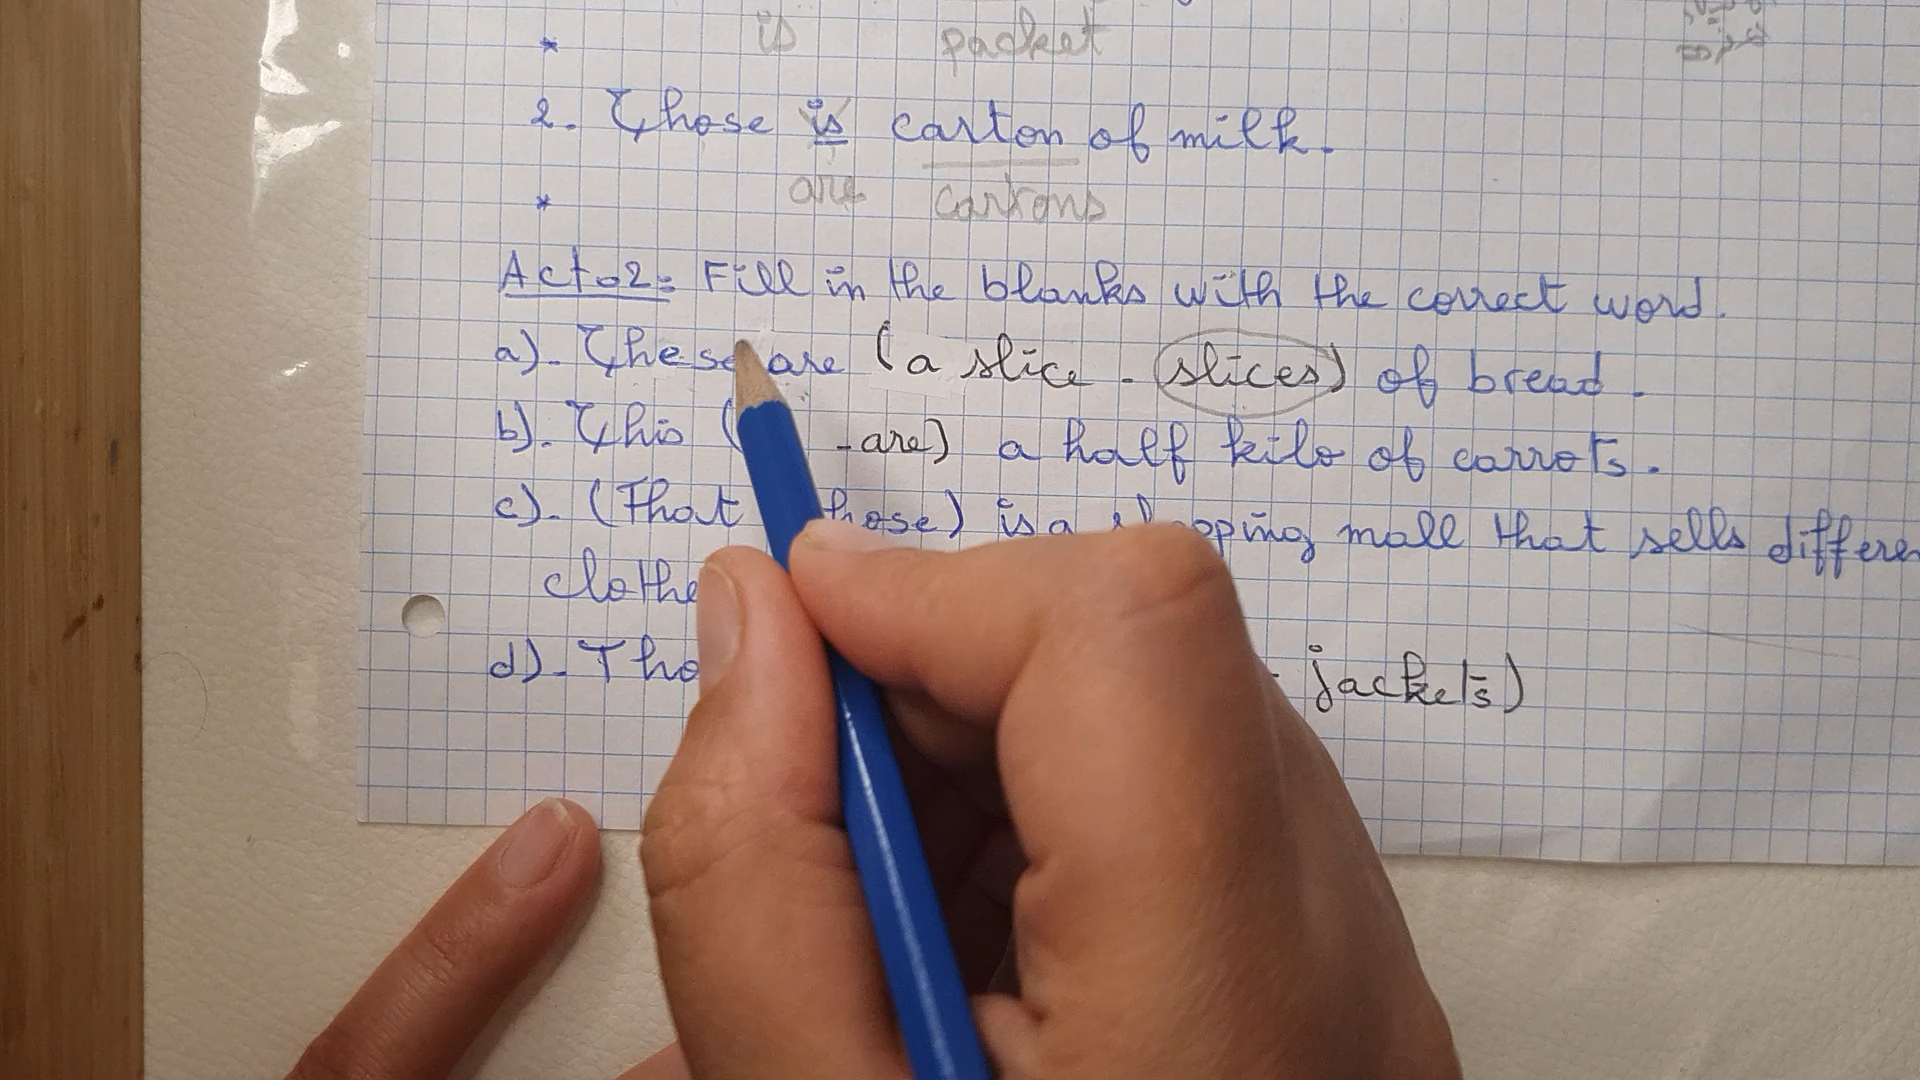 is packet
*
2. Those is carton of milk.
are cartons
*
Act-2: Fill in the blanks with the correct word.
a). These are (a slice - slices) of bread.
b). This ( -are) a half kilo of carrots.
c). (That hose) is a shopping mall that sells differen
clothe
d). Tho - jackets)